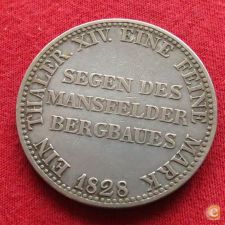 EIN THALER XIV. EINE FEINE MARK
SEGEN DES
MANSFELDER
BERGBAUES
1828